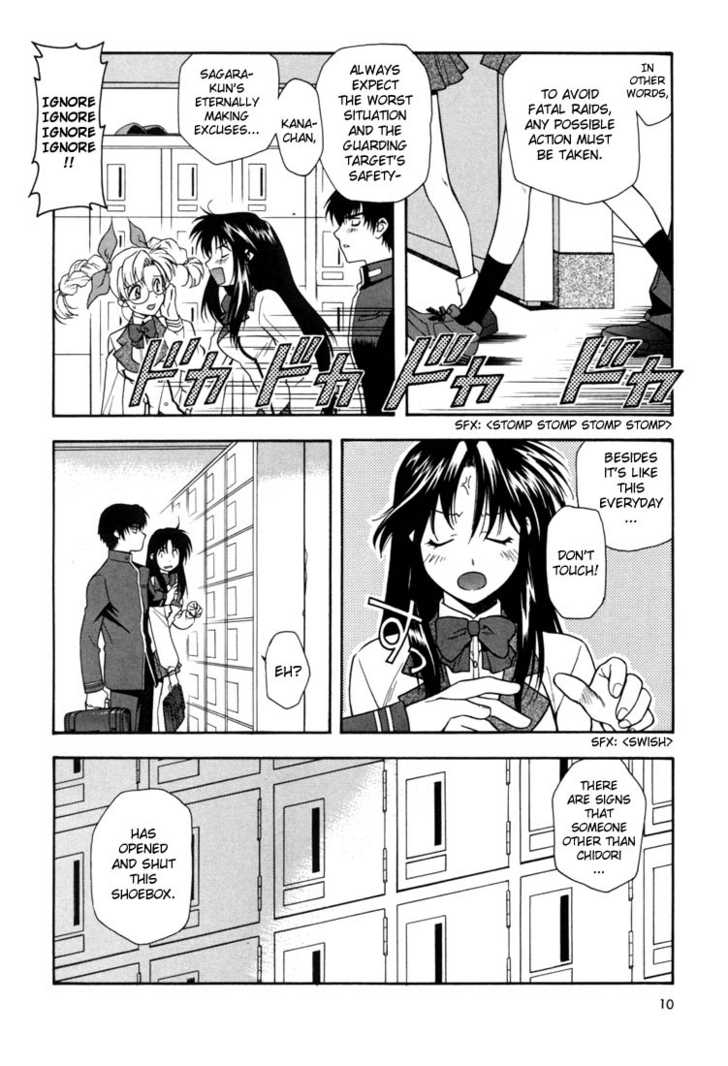 IN
OTHER
WORDS,
TO AVOID
FATAL RAIDS,
ANY POSSIBLE
ACTION MUST
BE TAKEN.
ALWAYS
EXPECT
THE WORST
SITUATION
AND THE
GUARDING
TARGET'S
SAFETY-
KANA-
CHAN,
SAGARA-
KUN'S
ETERNALLY
MAKING
EXCUSES...
IGNORE
IGNORE
IGNORE
IGNORE
!!
ドカ ドカ ドカ ドカ
SFX: <STOMP STOMP STOMP STOMP>
BESIDES
IT'S LIKE
THIS
EVERYDAY
...
DON'T
TOUCH!
すっ
SFX: <SWISH>
EH?
THERE
ARE SIGNS
THAT
SOMEONE
OTHER THAN
CHIDORI
...
HAS
OPENED
AND SHUT
THIS
SHOEBOX.
10